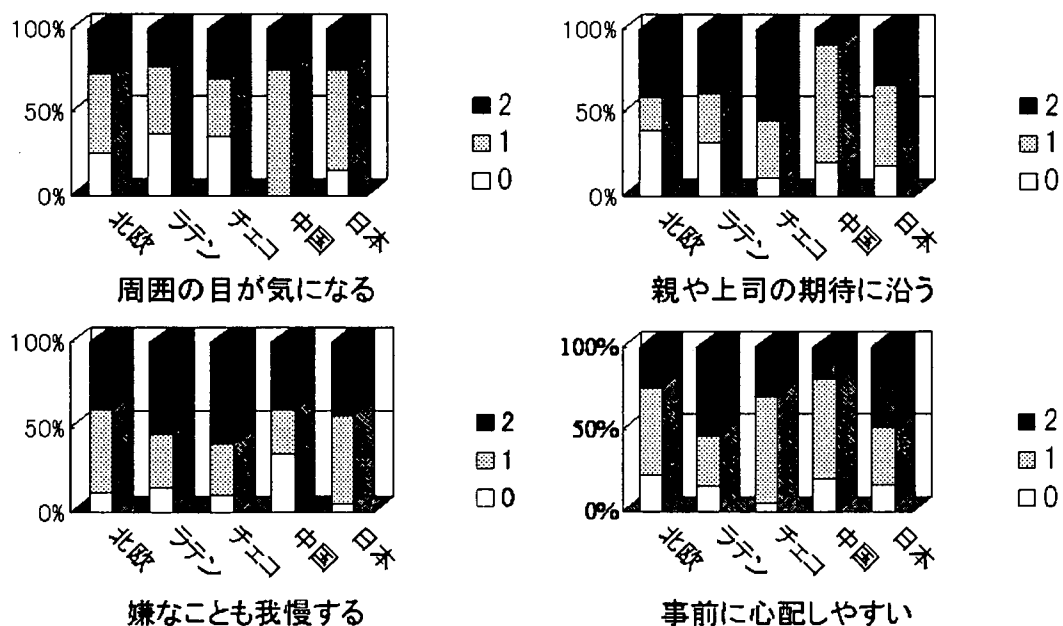 100%
50%
0%
北欧
ラテン
チェコ
中国
日本
2
1
0
周囲の目が気になる
100%
50%
0%
北欧
ラテン
チェコ
中国
日本
2
1
0
親や上司の期待に沿う
100%
50%
0%
北欧
ラテン
チェコ
中国
日本
2
1
0
嫌なことも我慢する
100%
50%
0%
北欧
ラテン
チェコ
中国
日本
2
1
0
事前に心配しやすい